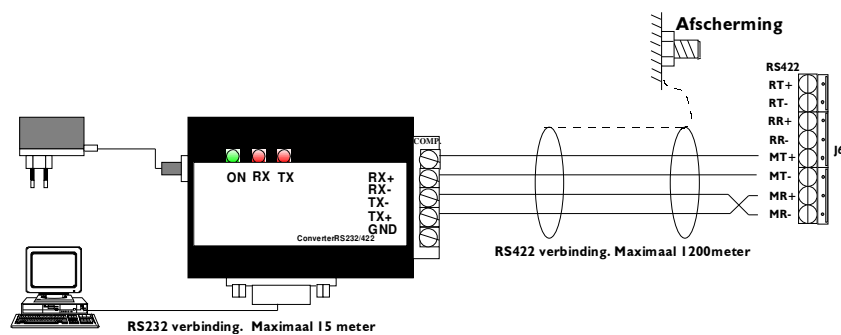 Afscherming
RS422
RT+
RT-
RR+
RR-
MT+
MT-
MR+
MR-
J6
COMP.
ON RX TX
RX+
RX-
TX-
TX+
GND
ConverterRS232/422
RS422 verbinding. Maximaal 1200meter
RS232 verbinding. Maximaal 15 meter